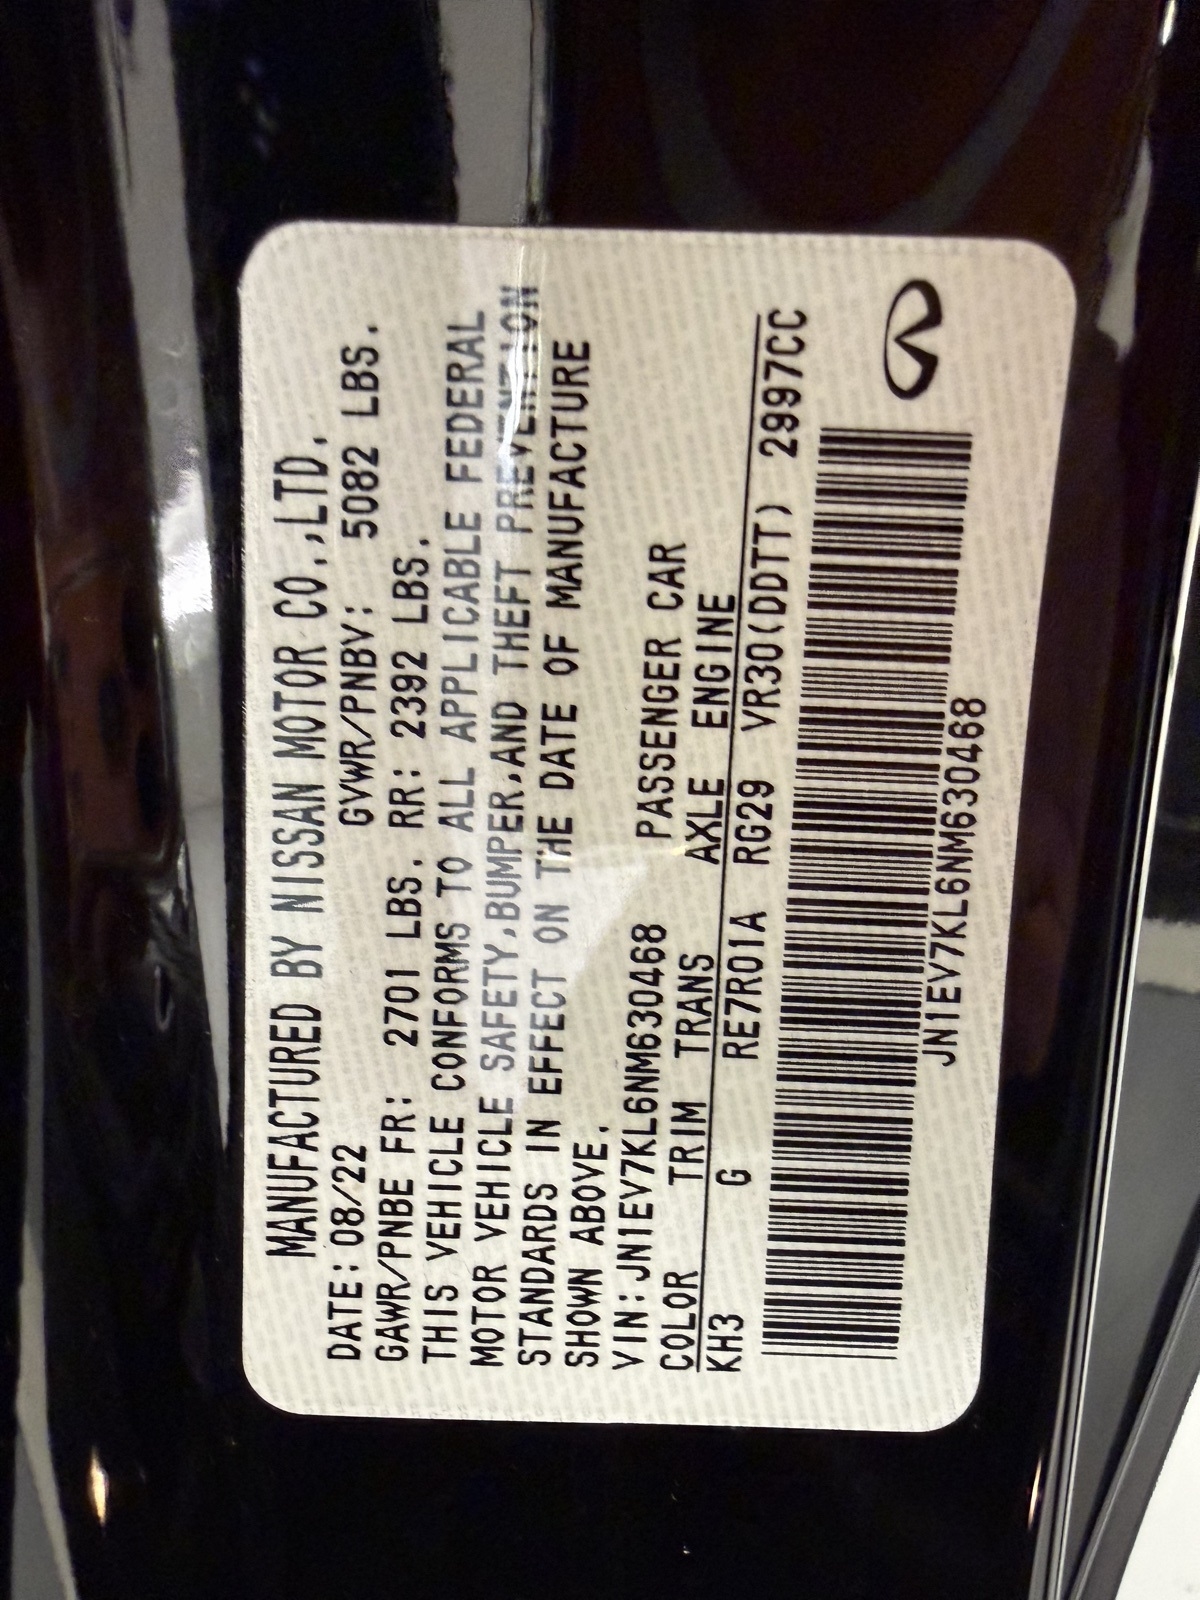 MANUFACTURED BY NISSAN MOTOR CO.,LTD.
DATE: 08/22 GVWR/PNBV: 5082 LBS.
GAWR/PNBE FR: 2701 LBS. RR: 2392 LBS.
THIS VEHICLE CONFORMS TO ALL APPLICABLE FEDERAL
MOTOR VEHICLE SAFETY,BUMPER,AND THEFT PREVENTION
STANDARDS IN EFFECT ON THE DATE OF MANUFACTURE
SHOWN ABOVE.
VIN:JN1EV7KL6NM630468 PASSENGER CAR
COLOR TRIM TRANS AXLE ENGINE
KH3 G RE7R01A RG29 VR30(DDTT) 2997CC
JN1EV7KL6NM630468